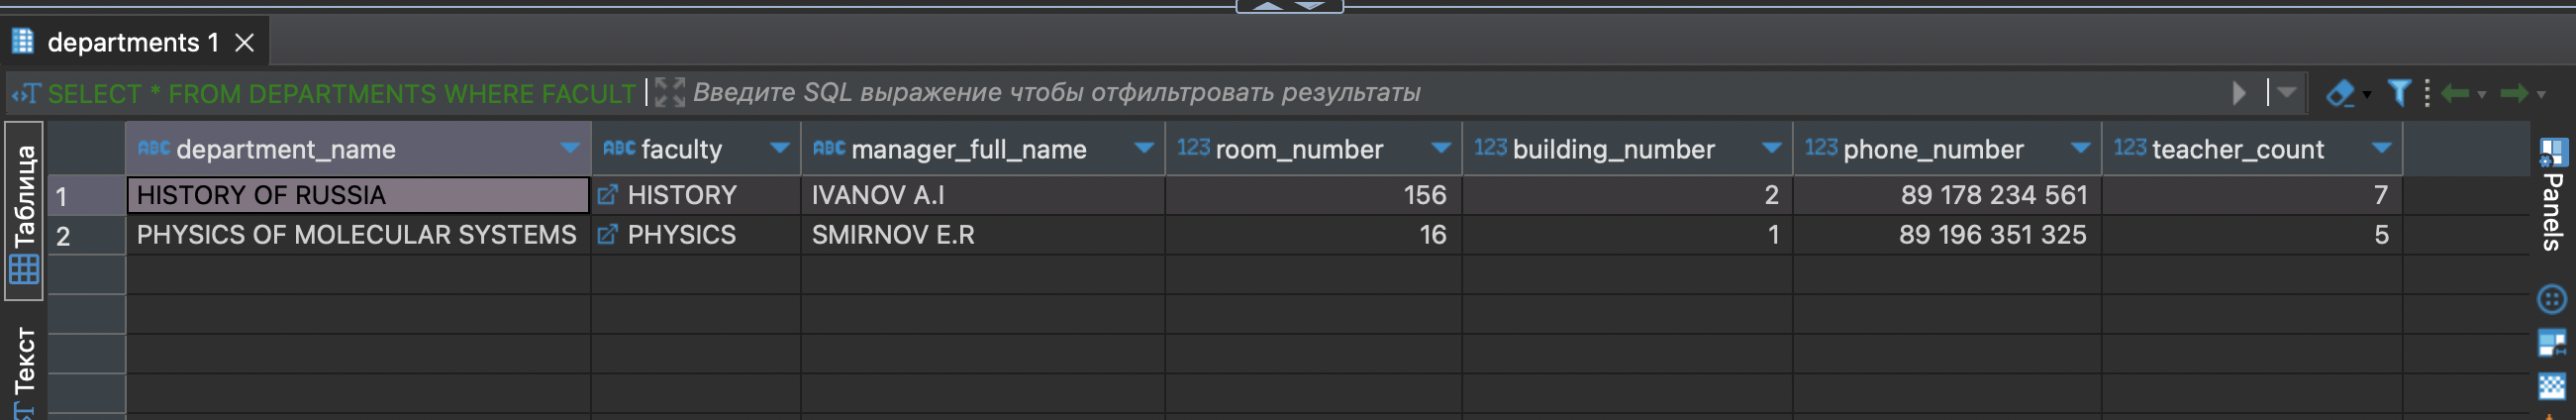 departments 1
SELECT * FROM DEPARTMENTS WHERE FACULT Введите SQL выражение чтобы отфильтровать результаты
Таблица
Текст
ABC department_name ABC faculty ABC manager_full_name 123 room_number 123 building_number 123 phone_number 123 teacher_count
1 HISTORY OF RUSSIA HISTORY IVANOV A.I 156 2 89 178 234 561 7
2 PHYSICS OF MOLECULAR SYSTEMS PHYSICS SMIRNOV E.R 16 1 89 196 351 325 5
Panels